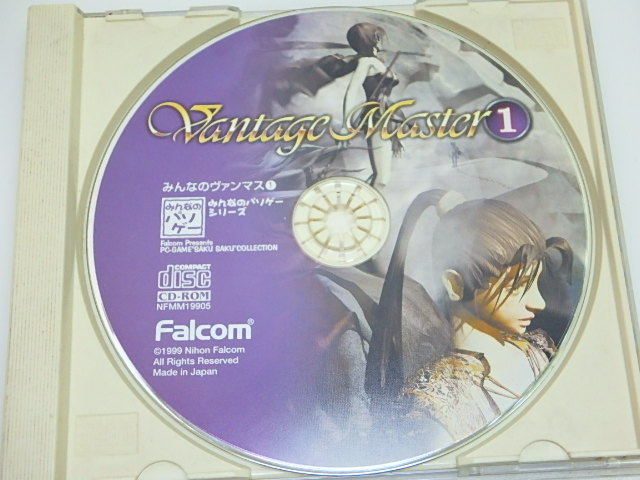 Vantage Master 1
みんなのヴァンマス❶
みんなの
パソ
ゲー
みんなのパソゲー
シリーズ
Falcom Presents
PC-GAME"SAKU SAKU"COLLECTION
COMPACT
disc
CD-ROM
NFMM19905
Falcom®
©1999 Nihon Falcom
All Rights Reserved
Made in Japan